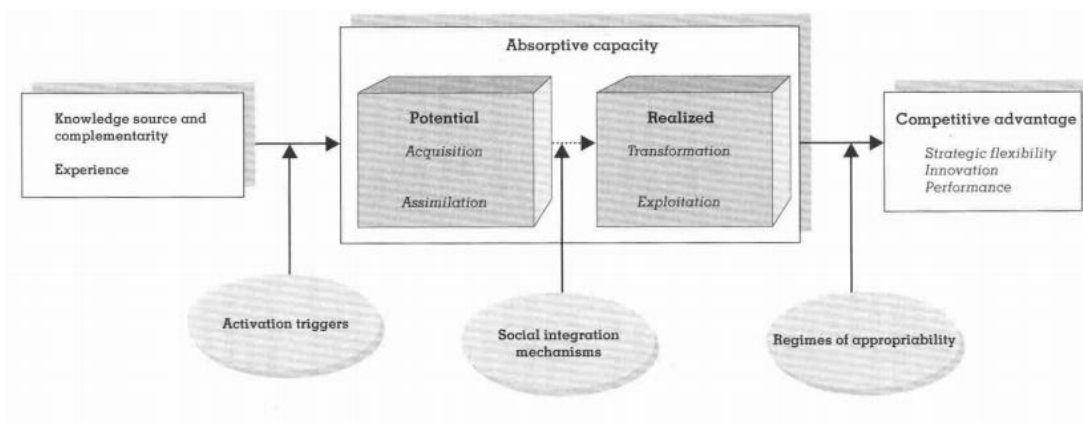 Absorptive capacity
Knowledge source and
complementarity
Experience
Potential
Acquisition
Assimilation
Realized
Transformation
Exploitation
Competitive advantage
Strategic flexibility
Innovation
Performance
Activation triggers
Social integration
mechanisms
Regimes of appropriability